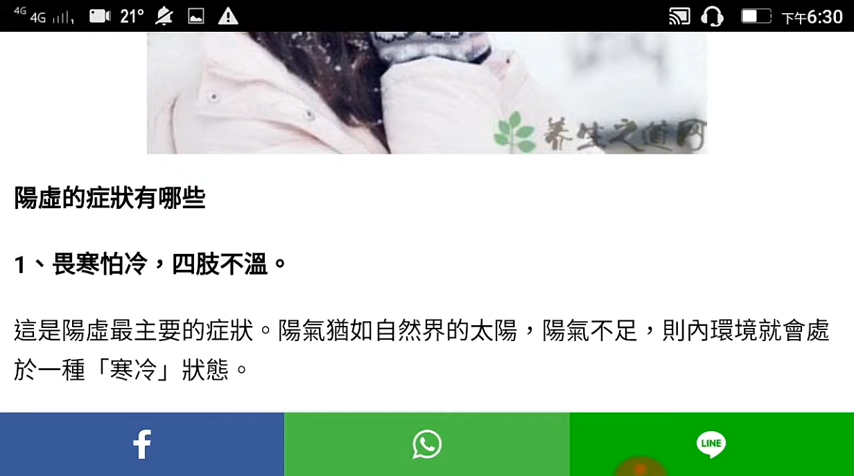 4G 4G 21° 下午6:30
养生之道网
陽虛的症狀有哪些
1、畏寒怕冷，四肢不溫。
這是陽虛最主要的症狀。陽氣猶如自然界的太陽，陽氣不足，則內環境就會處
於一種「寒冷」狀態。
LINE